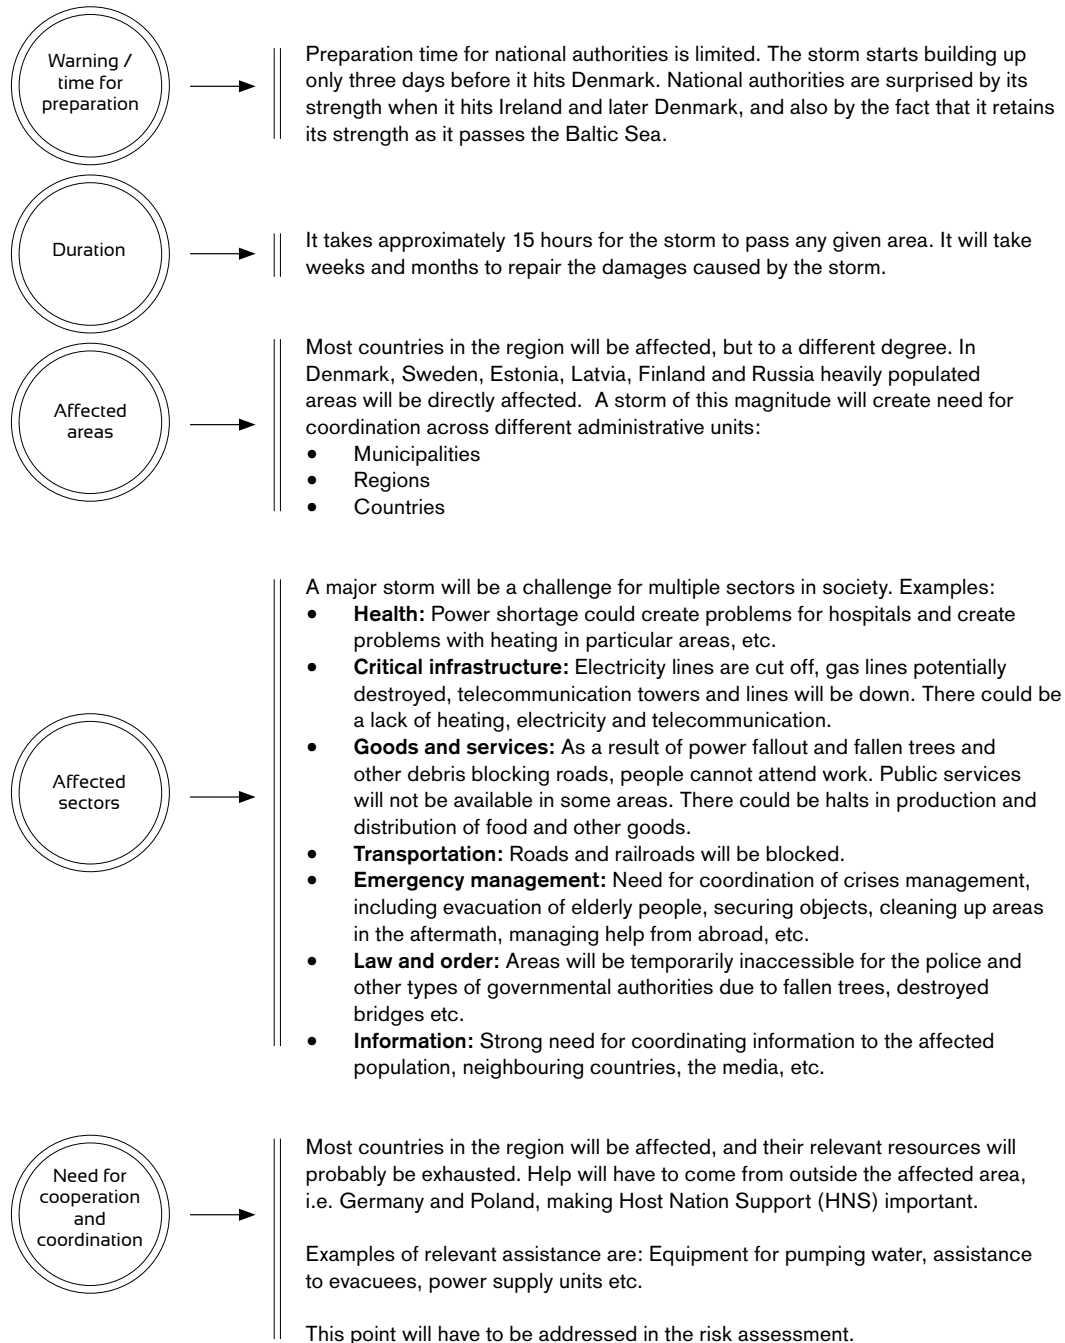 Warning /
time for
preparation
Preparation time for national authorities is limited. The storm starts building up
only three days before it hits Denmark. National authorities are surprised by its
strength when it hits Ireland and later Denmark, and also by the fact that it retains
its strength as it passes the Baltic Sea.
Duration
It takes approximately 15 hours for the storm to pass any given area. It will take
weeks and months to repair the damages caused by the storm.
Affected
areas
Most countries in the region will be affected, but to a different degree. In
Denmark, Sweden, Estonia, Latvia, Finland and Russia heavily populated
areas will be directly affected.  A storm of this magnitude will create need for
coordination across different administrative units:
• Municipalities
• Regions
• Countries
Affected
sectors
A major storm will be a challenge for multiple sectors in society. Examples:
• Health: Power shortage could create problems for hospitals and create
problems with heating in particular areas, etc.
• Critical infrastructure: Electricity lines are cut off, gas lines potentially
destroyed, telecommunication towers and lines will be down. There could be
a lack of heating, electricity and telecommunication.
• Goods and services: As a result of power fallout and fallen trees and
other debris blocking roads, people cannot attend work. Public services
will not be available in some areas. There could be halts in production and
distribution of food and other goods.
• Transportation: Roads and railroads will be blocked.
• Emergency management: Need for coordination of crises management,
including evacuation of elderly people, securing objects, cleaning up areas
in the aftermath, managing help from abroad, etc.
• Law and order: Areas will be temporarily inaccessible for the police and
other types of governmental authorities due to fallen trees, destroyed
bridges etc.
• Information: Strong need for coordinating information to the affected
population, neighbouring countries, the media, etc.
Need for
cooperation
and
coordination
Most countries in the region will be affected, and their relevant resources will
probably be exhausted. Help will have to come from outside the affected area,
i.e. Germany and Poland, making Host Nation Support (HNS) important.
Examples of relevant assistance are: Equipment for pumping water, assistance
to evacuees, power supply units etc.
This point will have to be addressed in the risk assessment.